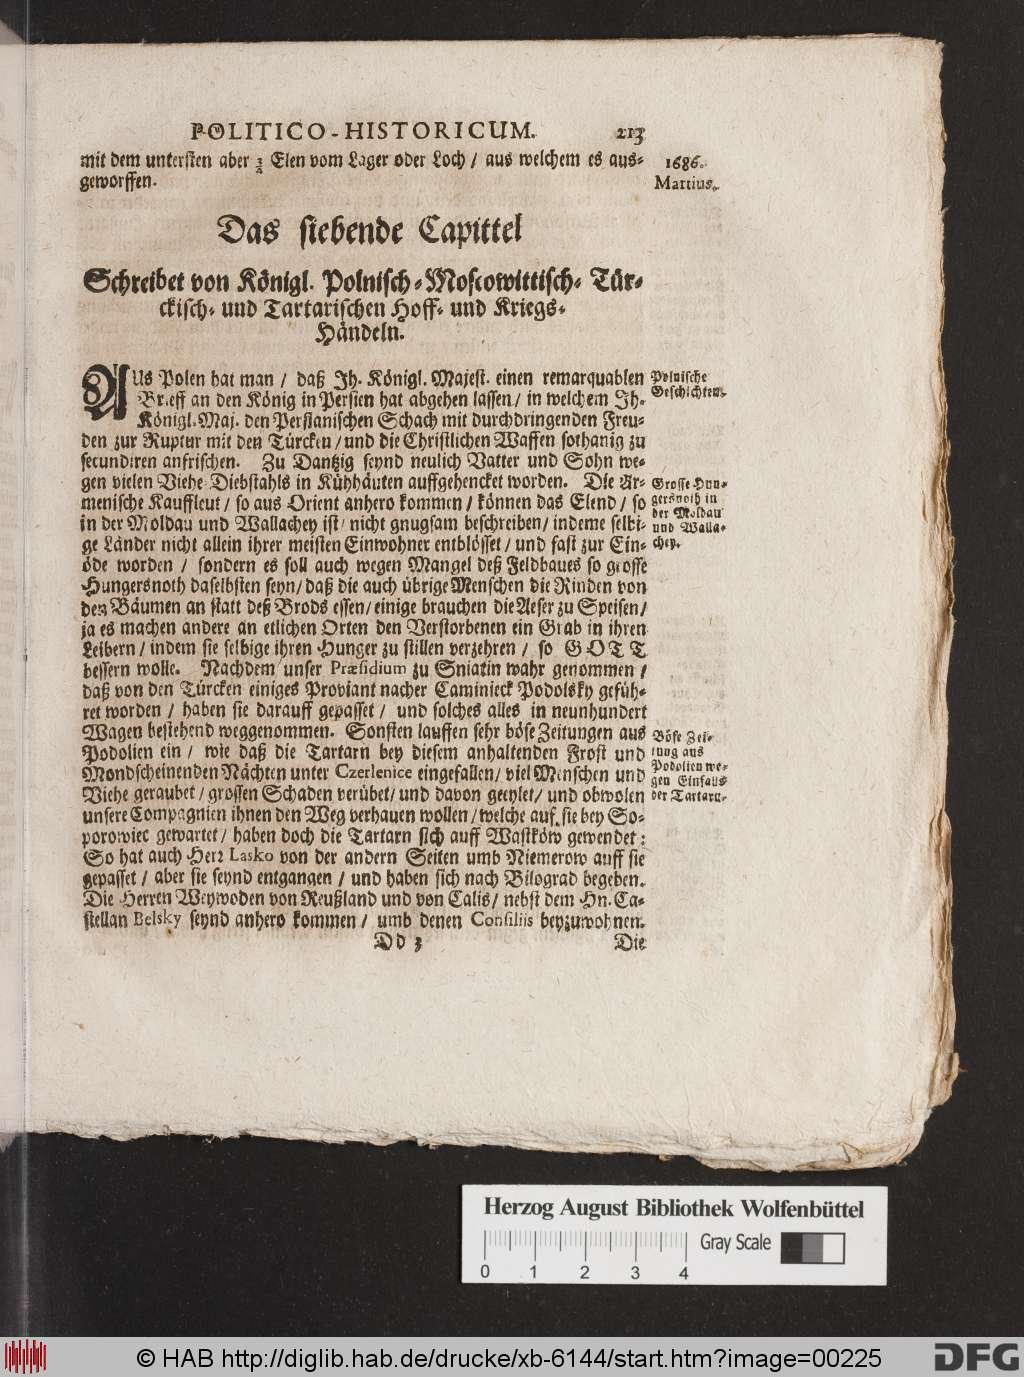 POLITICO-HISTORICUM. 213
mit dem untersten aber 3/2 Elen vom Lager oder Loch / aus welchem es aus-
geworffen.
1686.
Martius.
Das siebende Capittel
Schreibet von Königl. Polnisch-Moscowittisch- Tür-
ckisch- und Tartarischen Hoff- und Kriegs-
Händeln.
AUs Polen hat man / daß Ih. Königl. Majest. einen remarquablen
Brieff an den König in Persien hat abgehen lassen / in welchem Ih.
Königl. Maj. den Persianischen Schach mit durchdringenden Freu-
den zur Ruptur mit den Türcken / und die Christlichen Waffen sothanig zu
secundiren anfrischen. Zu Dantzig seynd neulich Vatter und Sohn we-
gen vielen Viehe-Diebstahls in Kühhäuten auffgehencket worden. Die Ar-
menische Kauffleut / so aus Orient anhero kommen / können das Elend / so
in der Moldau und Wallachey ist / nicht gnugsam beschreiben / indeme selbi-
ge Länder nicht allein ihrer meisten Einwohner entblösset / und fast zur Ein-
öde worden / sondern es soll auch wegen Mangel deß Feldbaues so grosse
Hungersnoth daselbsten seyn / daß die auch übrige Menschen die Rinden von
den Bäumen an statt deß Brods essen / einige brauchen die Aeser zu Speisen /
ja es machen andere an etlichen Orten den Verstorbenen ein Grab in ihren
Leibern / indem sie selbige ihren Hunger zu stillen verzehren / so GOTT
bessern wolle. Nachdem unser Præsidium zu Sniatin wahr genommen /
daß von den Türcken einiges Proviant nacher Caminieck Podolsky gefüh-
ret worden / haben sie darauff gepasset / und solches alles in neunhundert
Wagen bestehend weggenommen. Sonsten lauffen sehr böse Zeitungen aus
Podolien ein / wie daß die Tartarn bey diesem anhaltenden Frost und
Mondscheinenden Nächten unter Czerlenice eingefallen / viel Menschen und
Viehe geraubet / grossen Schaden verübet / und davon geeylet / und obwolen
unsere Compagnien ihnen den Weg verhauen wollen / welche auf sie bey So-
porowiec gewartet / haben doch die Tartarn sich auff Wastköw gewendet:
So hat auch Herr Lasko von der andern Seiten umb Niemerow auff sie
gepasset / aber sie seynd entgangen / und haben sich nach Bilograd begeben.
Die Herren Weywoden von Reußland und von Calis / nebst dem Hn. Ca-
stellan Belsky seynd anhero kommen / umb denen Consiliis beyzuwohnen.
Polnische
Geschichten.
Grosse Hun-
gersnoth in
der Moldau
und Walla-
chey.
Böse Zei-
tung aus
Podolien we-
gen Einfalls
der Tartarn.
Dd 3 Die
Herzog August Bibliothek Wolfenbüttel
Gray Scale
0 1 2 3 4
© HAB http://diglib.hab.de/drucke/xb-6144/start.htm?image=00225
DFG